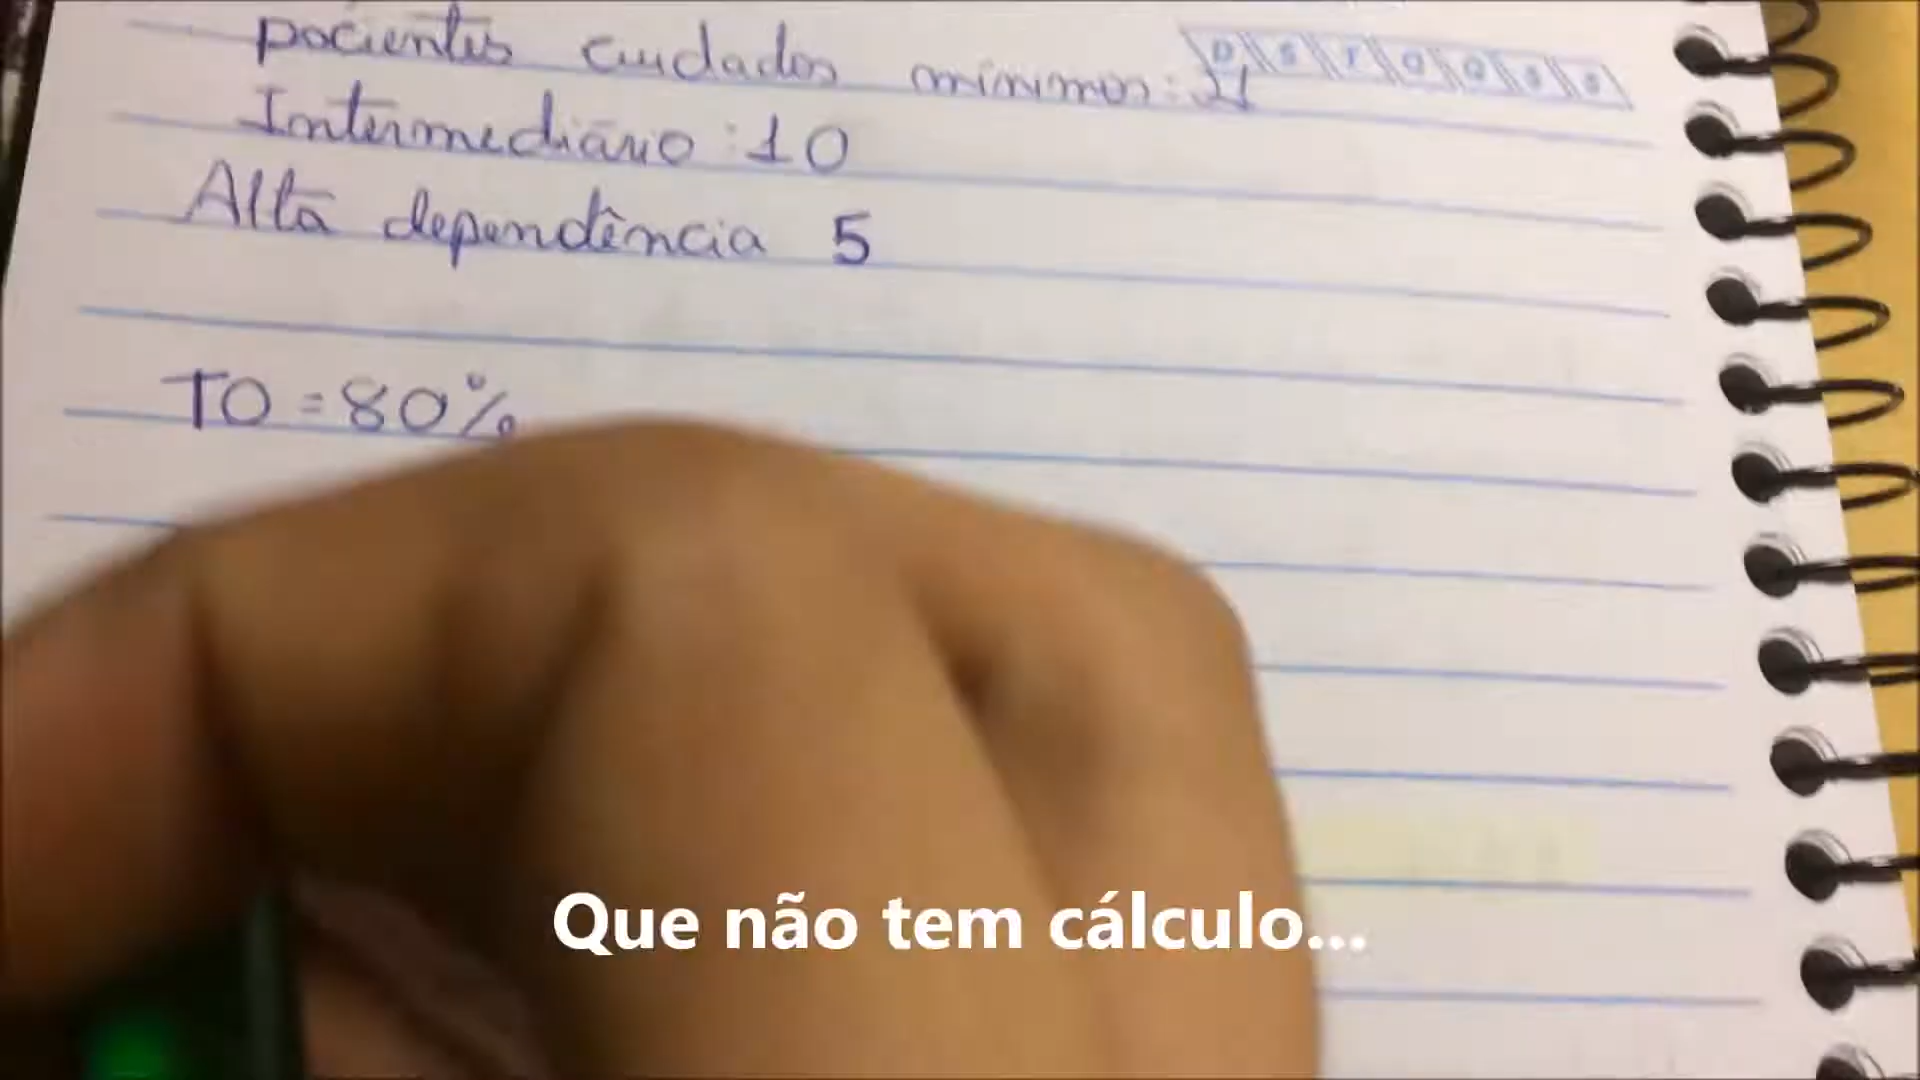 pacientes cuidados mínimos: 21
Intermediário: 10
Alta dependência 5
TO = 80%
Que não tem cálculo...